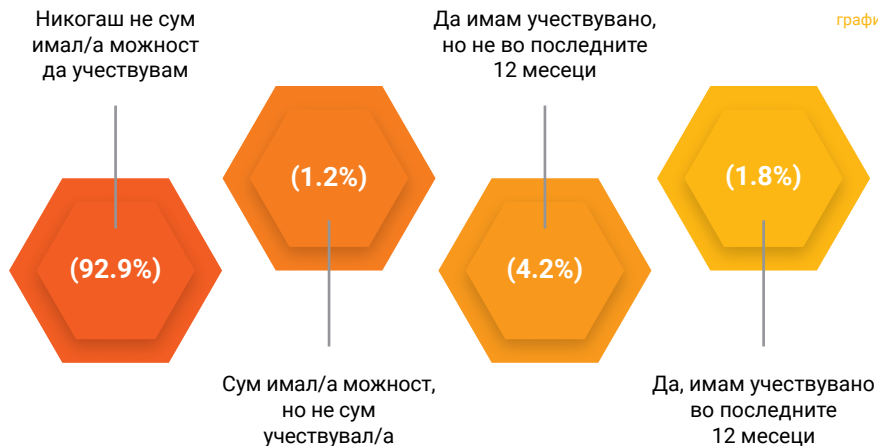 Никогаш не сум
имал/а можност
да учествувам
(92.9%)
(1.2%)
Сум имал/а можност,
но не сум
учествувал/а
Да имам учествувано,
но не во последните
12 месеци
(4.2%)
(1.8%)
Да, имам учествувано
во последните
12 месеци